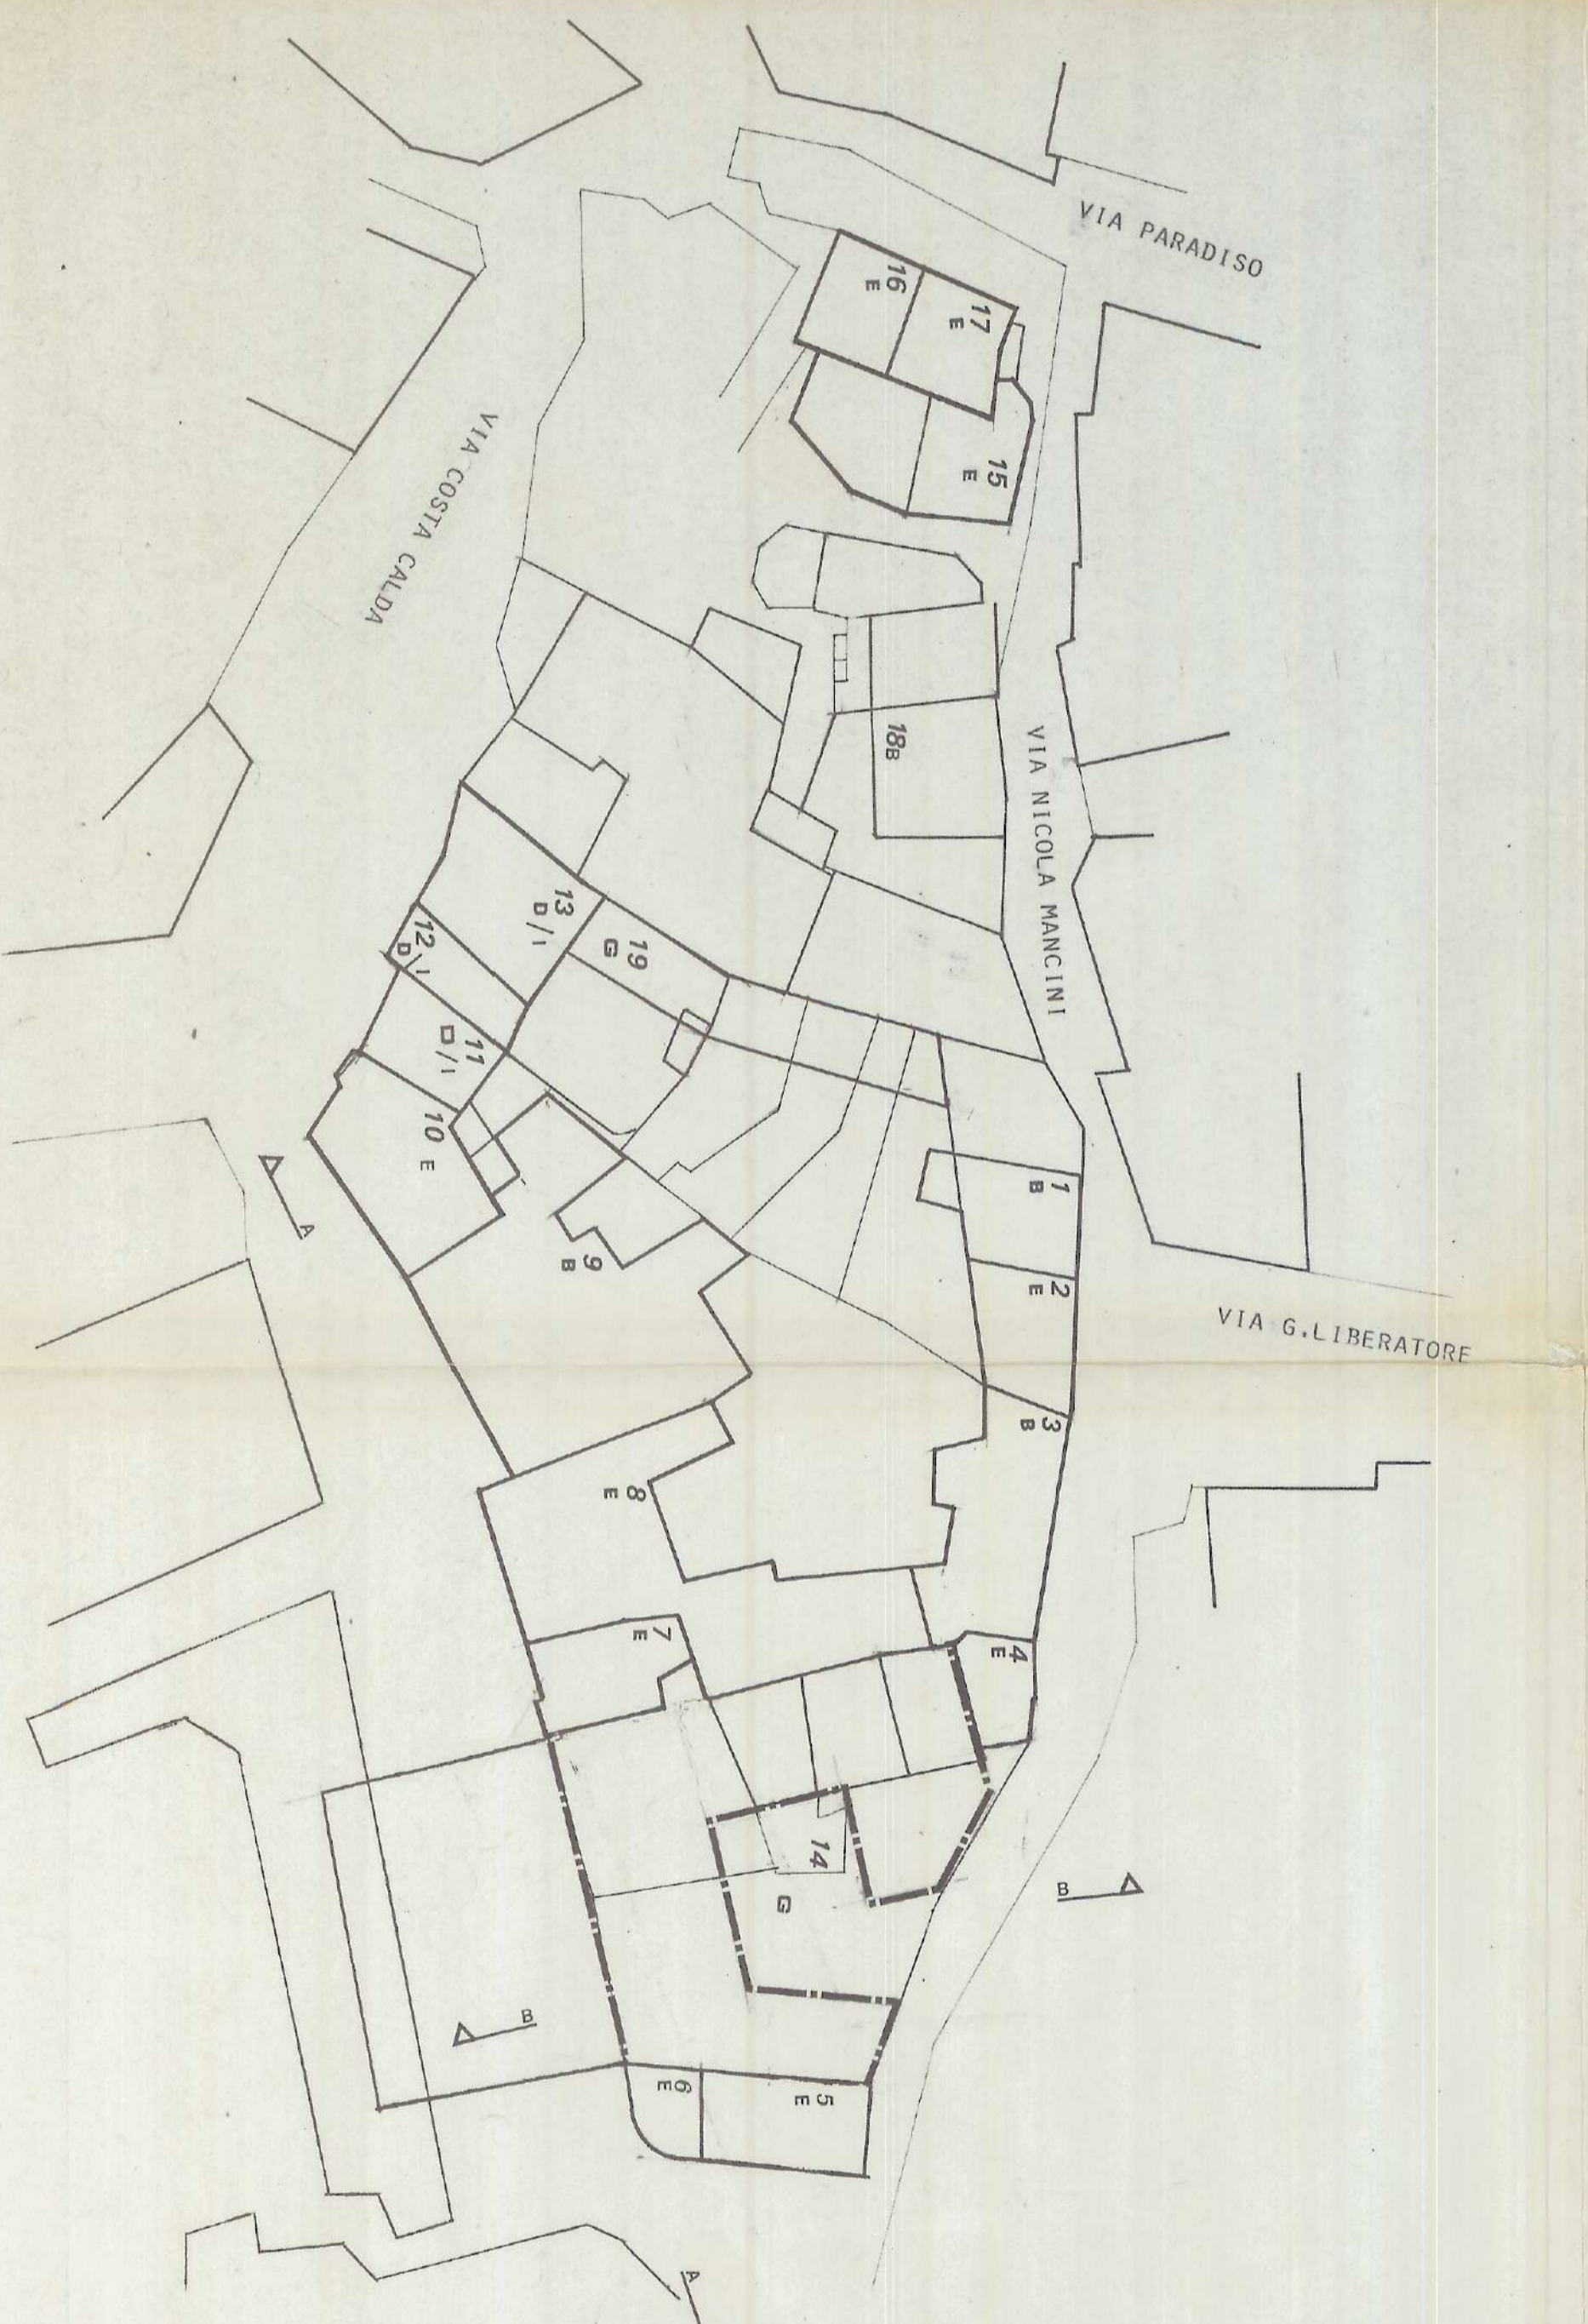 VIA PARADISO
16
E
17
E
15
E
VIA COSTA CALDA
18B
VIA NICOLA MANCINI
13
D/I
19
G
12
D/I
11
D/I
10
E
A
1
B
9
B
2
E
VIA G.LIBERATORE
3
B
8
E
7
E
4
E
14
G
B
B
6
E
5
E
A